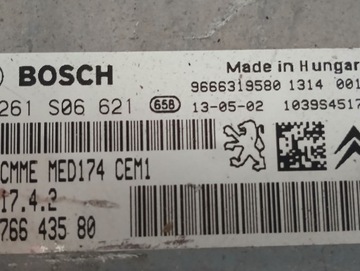 BOSCH
Made in Hungar
261 S06 621
658
9666319580 1314 001
13-05-02 1039S4517
CMME MED174 CEM1
17.4.2
766 435 80